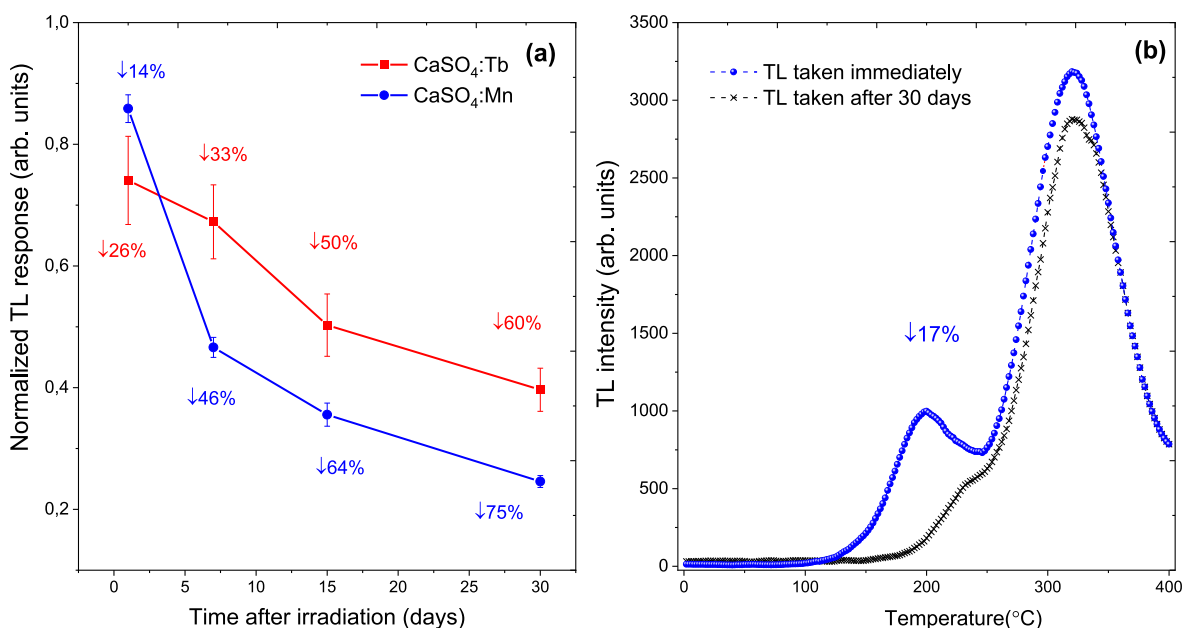 Normalized TL response (arb. units)
1,0
0,8
0,6
0,4
0,2
(a)
CaSO₄:Tb
CaSO₄:Mn
↓14%
↓33%
↓26%
↓50%
↓60%
↓46%
↓64%
↓75%
0 5 10 15 20 25 30
Time after irradiation (days)
TL intensity (arb. units)
3500
3000
2500
2000
1500
1000
500
0
(b)
TL taken immediately
TL taken after 30 days
↓17%
0 100 200 300 400
Temperature(°C)